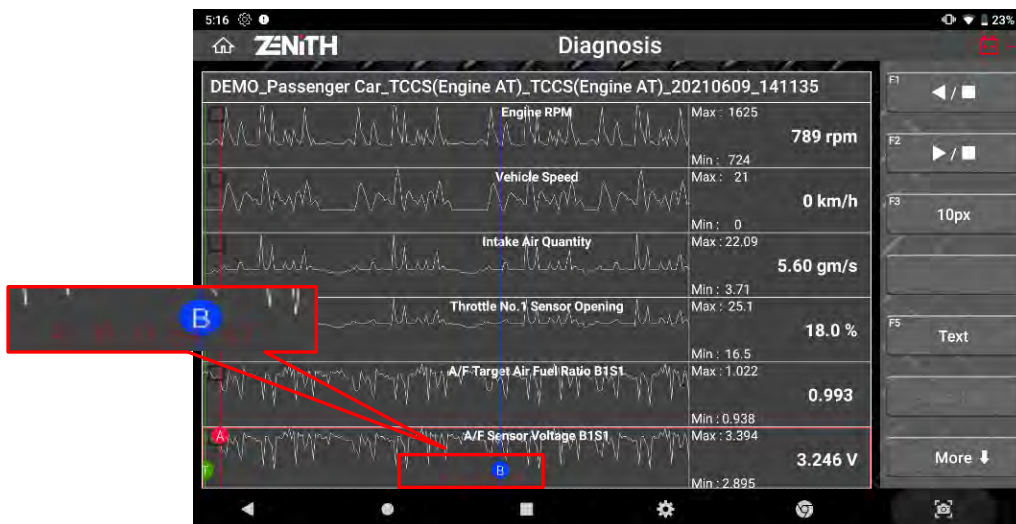 5:16
23%
ZENITH
Diagnosis
DEMO_Passenger Car_TCCS(Engine AT)_TCCS(Engine AT)_20210609_141135
Engine RPM
Max : 1625
789 rpm
Min : 724
Vehicle Speed
Max : 21
0 km/h
Min : 0
Intake Air Quantity
Max : 22.09
5.60 gm/s
Min : 3.71
Throttle No.1 Sensor Opening
Max : 25.1
18.0 %
Min : 16.5
A/F Target Air Fuel Ratio B1S1
Max : 1.022
0.993
Min : 0.938
A/F Sensor Voltage B1S1
Max : 3.394
3.246 V
Min : 2.895
A
T
B
B
F1
◀/■
F2
▶/■
F3
10px
F5
Text
More ⬇